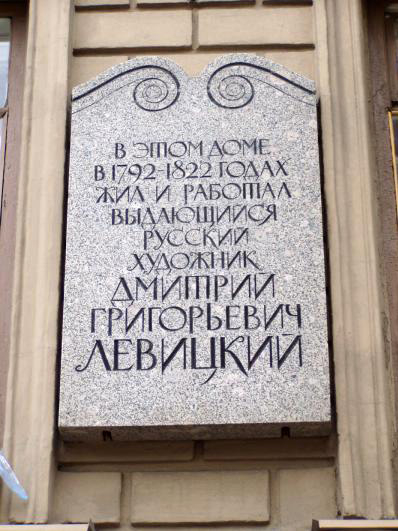 В ЭТОМ ДОМЕ
В 1792-1822 ГОДАХ
ЖИЛ И РАБОТАЛ
ВЫДАЮЩИЙСЯ
РУССКИЙ
ХУДОЖНИК
ДМИТРИЙ
ГРИГОРЬЕВИЧ
ЛЕВИЦКИЙ